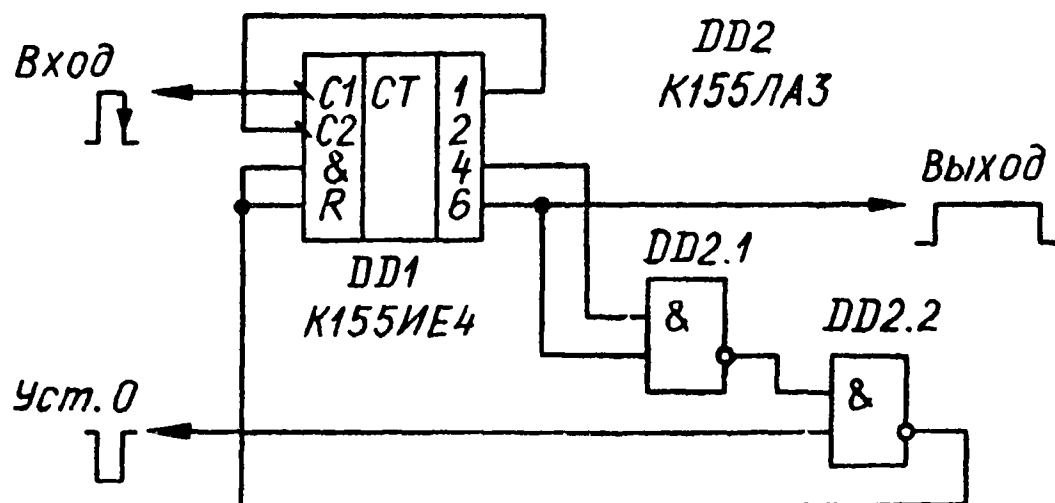 Вход
C1 CT 1
C2 2
& 4
R 6
DD1
К155ИЕ4
DD2
К155ЛА3
Выход
DD2.1
&
DD2.2
&
Уст. 0